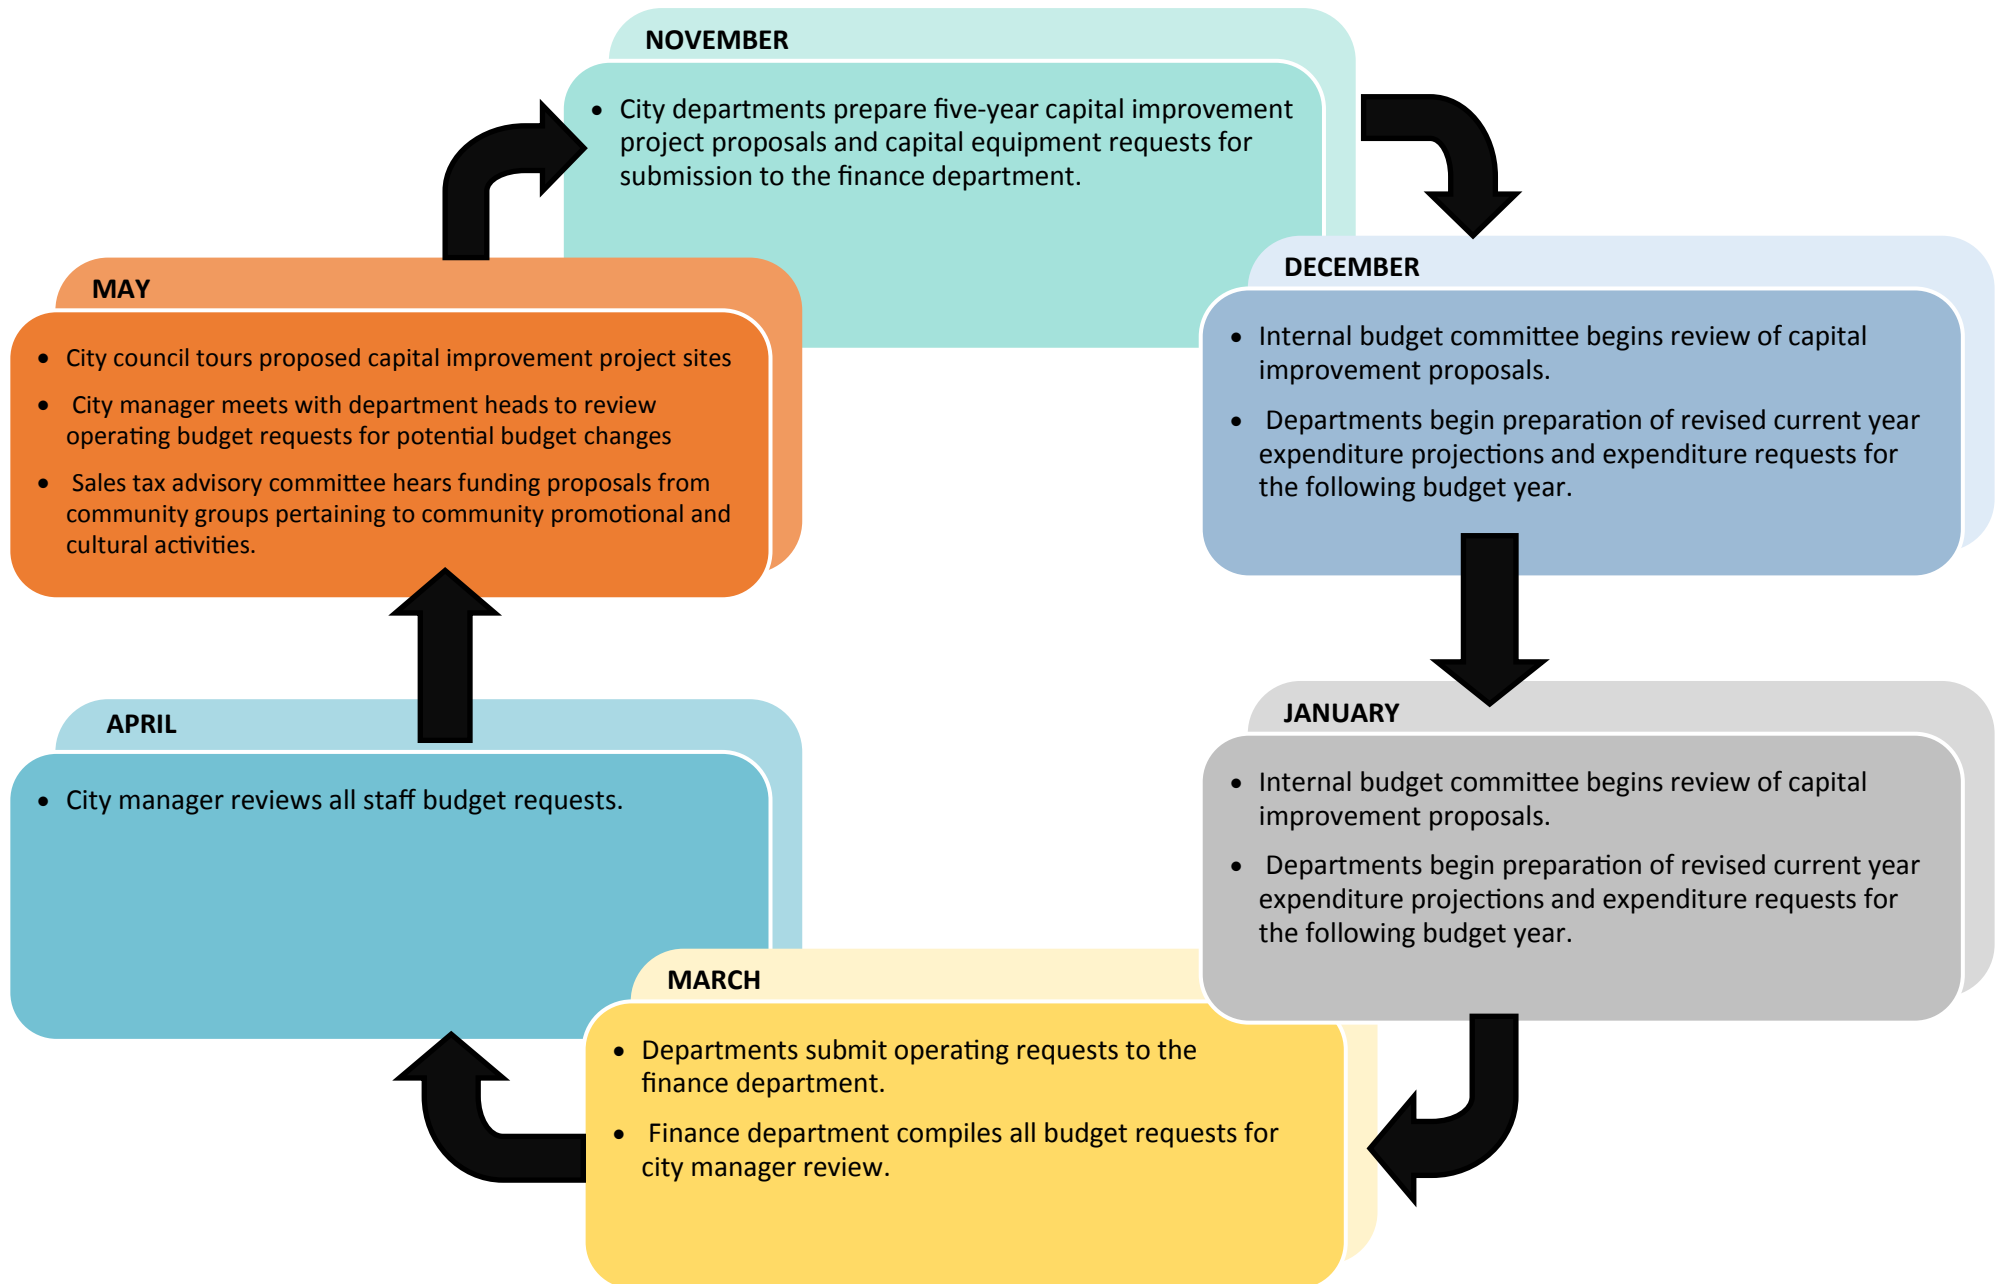 NOVEMBER
• City departments prepare five-year capital improvement
project proposals and capital equipment requests for
submission to the finance department.
DECEMBER
• Internal budget committee begins review of capital
improvement proposals.
• Departments begin preparation of revised current year
expenditure projections and expenditure requests for
the following budget year.
JANUARY
• Internal budget committee begins review of capital
improvement proposals.
• Departments begin preparation of revised current year
expenditure projections and expenditure requests for
the following budget year.
MARCH
• Departments submit operating requests to the
finance department.
• Finance department compiles all budget requests for
city manager review.
APRIL
• City manager reviews all staff budget requests.
MAY
• City council tours proposed capital improvement project sites
• City manager meets with department heads to review
operating budget requests for potential budget changes
• Sales tax advisory committee hears funding proposals from
community groups pertaining to community promotional and
cultural activities.